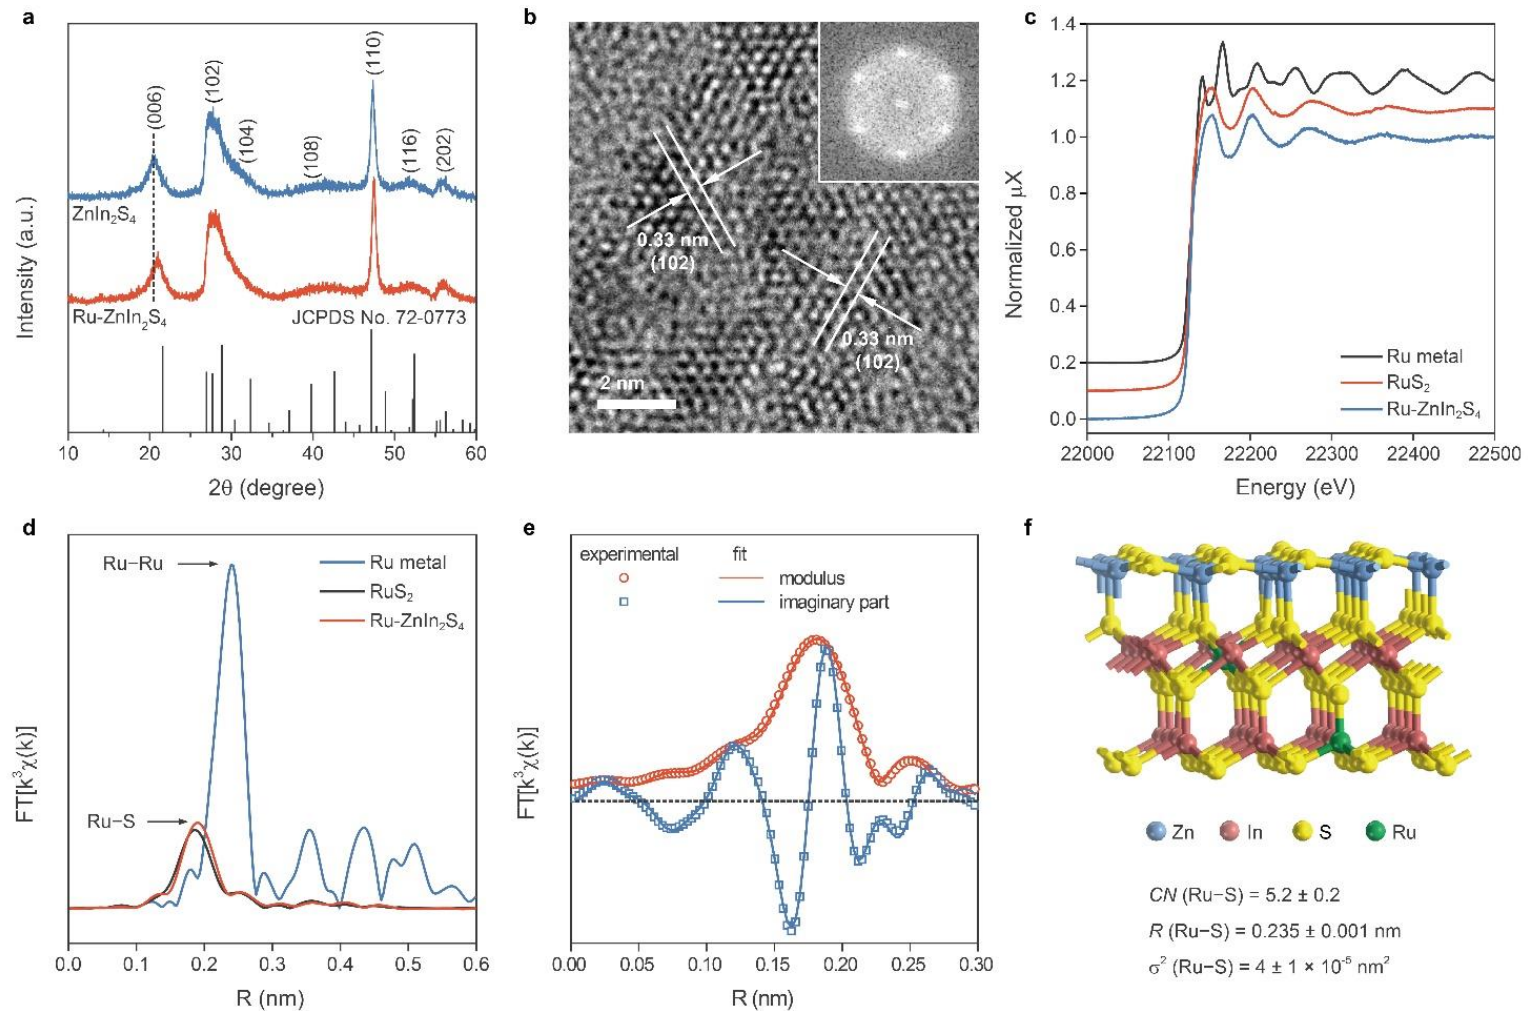 a
Intensity (a.u.)
(006)
(102)
(104)
(108)
(110)
(116)
(202)
ZnIn₂S₄
Ru-ZnIn₂S₄
JCPDS No. 72-0773
10 20 30 40 50 60
2θ (degree)
b
0.33 nm
(102)
0.33 nm
(102)
2 nm
c
Normalized μX
1.4
1.2
1.0
0.8
0.6
0.4
0.2
0.0
Ru metal
RuS₂
Ru-ZnIn₂S₄
22000 22100 22200 22300 22400 22500
Energy (eV)
d
FT[k³χ(k)]
Ru−Ru
Ru−S
Ru metal
RuS₂
Ru-ZnIn₂S₄
0.0 0.1 0.2 0.3 0.4 0.5 0.6
R (nm)
e
FT[k³χ(k)]
experimental fit
modulus
imaginary part
0.00 0.05 0.10 0.15 0.20 0.25 0.30
R (nm)
f
Zn In S Ru
CN (Ru−S) = 5.2 ± 0.2
R (Ru−S) = 0.235 ± 0.001 nm
σ² (Ru−S) = 4 ± 1 × 10⁻⁵ nm²